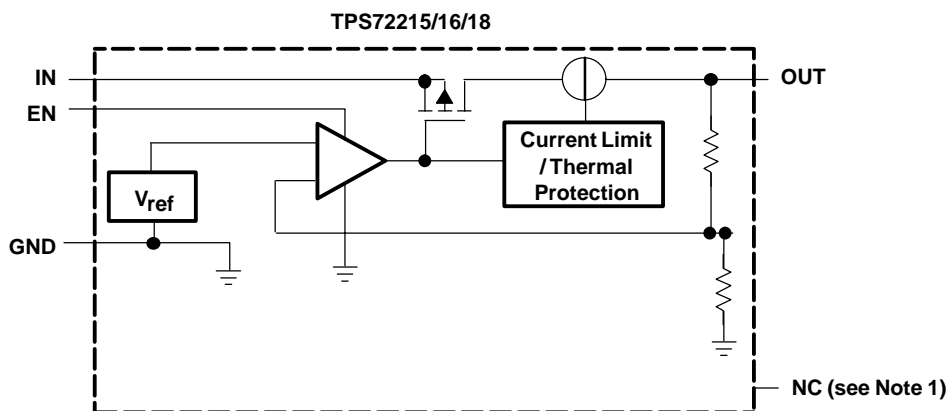 TPS72215/16/18
IN
OUT
EN
Current Limit
/ Thermal
Protection
Vref
GND
NC (see Note 1)